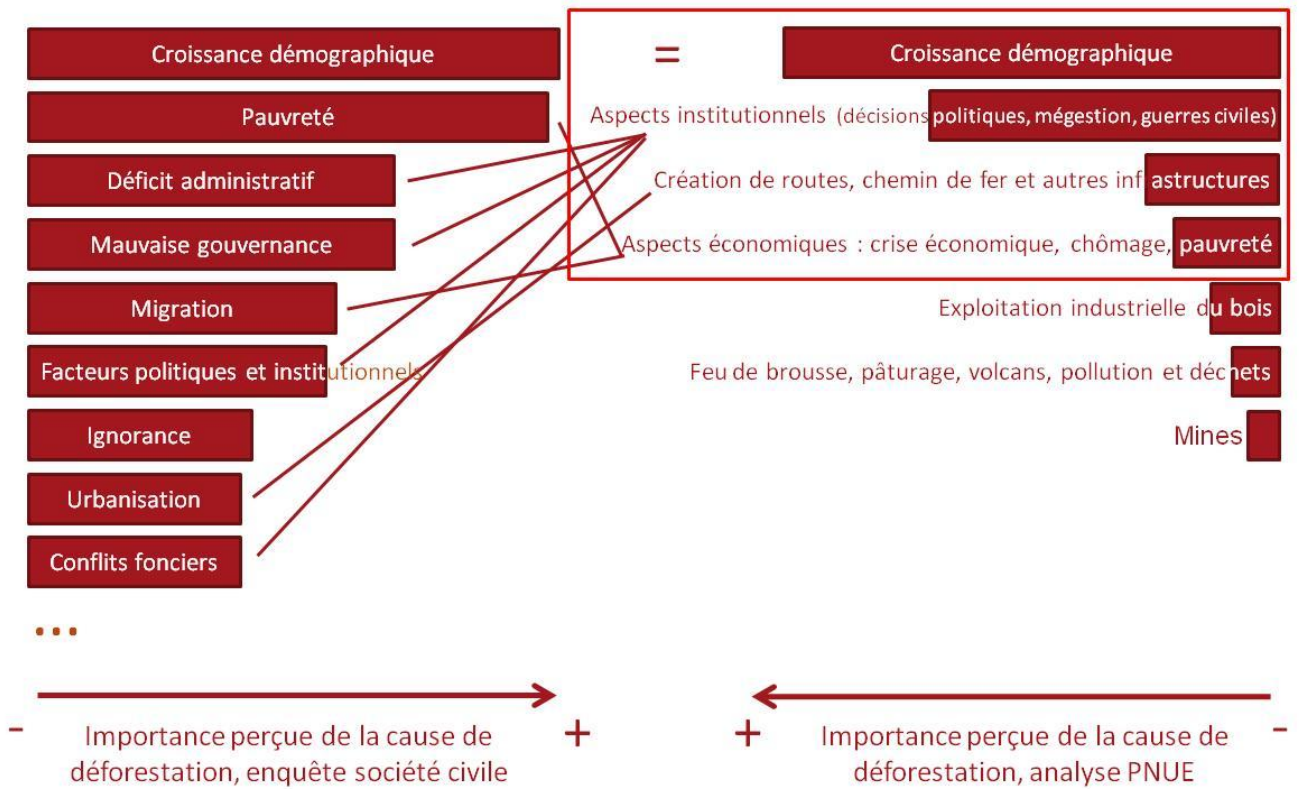 Croissance démographique
=
Croissance démographique
Pauvreté
Aspects institutionnels (décisions politiques, mégestion, guerres civiles)
Déficit administratif
Création de routes, chemin de fer et autres inf astructures
Mauvaise gouvernance
Aspects économiques : crise économique, chômage, pauvreté
Migration
Exploitation industrielle du bois
Facteurs politiques et institutionnels
Feu de brousse, pâturage, volcans, pollution et déchets
Ignorance
Mines
Urbanisation
Conflits fonciers
...
- +
Importance perçue de la cause de
déforestation, enquête société civile
+ -
Importance perçue de la cause de
déforestation, analyse PNUE